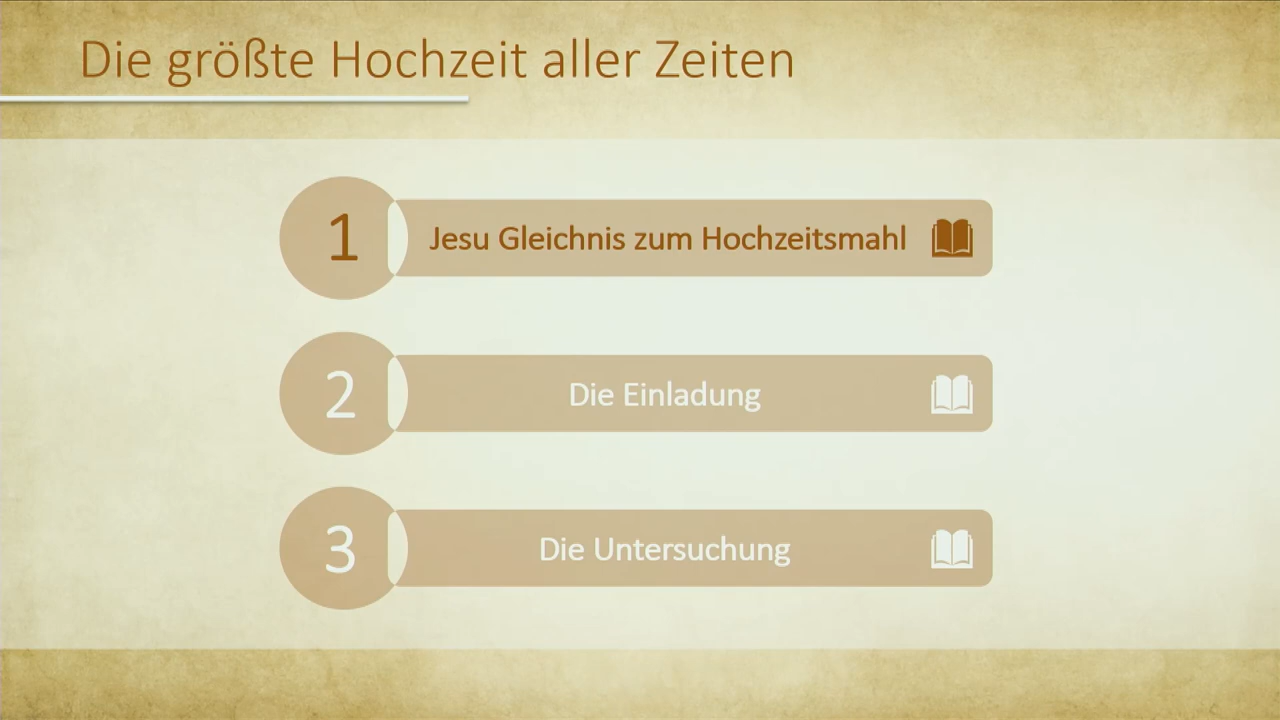 Die größte Hochzeit aller Zeiten
1 Jesu Gleichnis zum Hochzeitsmahl
2 Die Einladung
3 Die Untersuchung